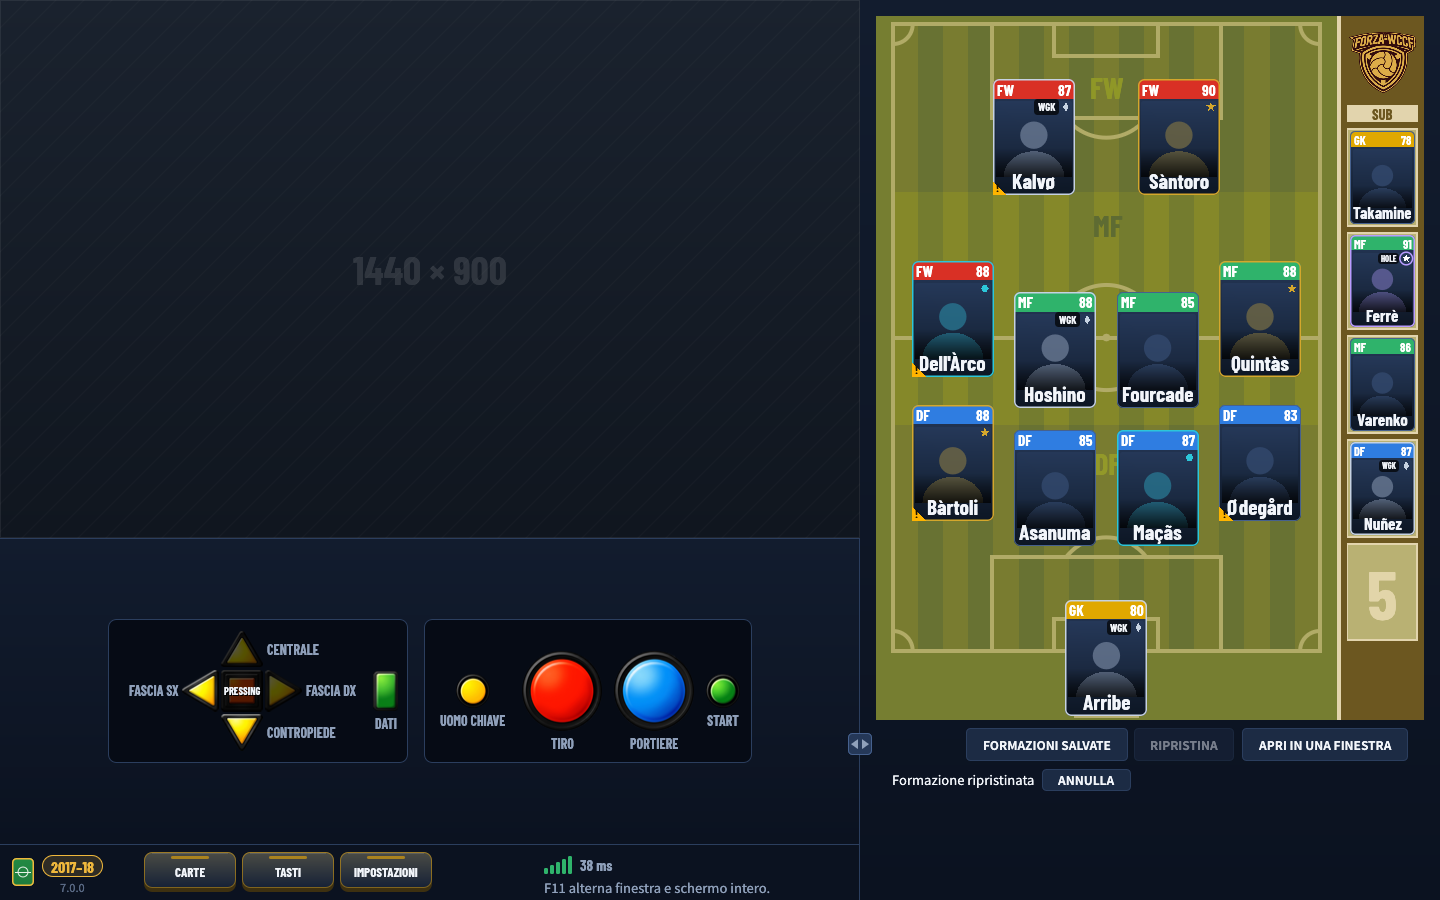 1440 × 900
CENTRALE
FASCIA SX
PRESSING
FASCIA DX
CONTROPIEDE
DATI
UOMO CHIAVE
TIRO
PORTIERE
START
2017-18
7.0.0
CARTE
TASTI
IMPOSTAZIONI
38 ms
F11 alterna finestra e schermo intero.
FW
MF
DF
FW 87
WGK
Kalvø
FW 90
Sàntoro
FW 88
Dell'Àrco
MF 88
WGK
Hoshino
MF 85
Fourcade
MF 88
Quintàs
DF 88
Bàrtoli
DF 85
Asanuma
DF 87
Maçãs
DF 83
Ødegård
GK 80
WGK
Arribe
FORZA-WCCF
SUB
GK 78
Takamine
MF 91
HOLE
Ferrè
MF 86
Varenko
DF 87
WGK
Nuñez
5
FORMAZIONI SALVATE
RIPRISTINA
APRI IN UNA FINESTRA
Formazione ripristinata
ANNULLA